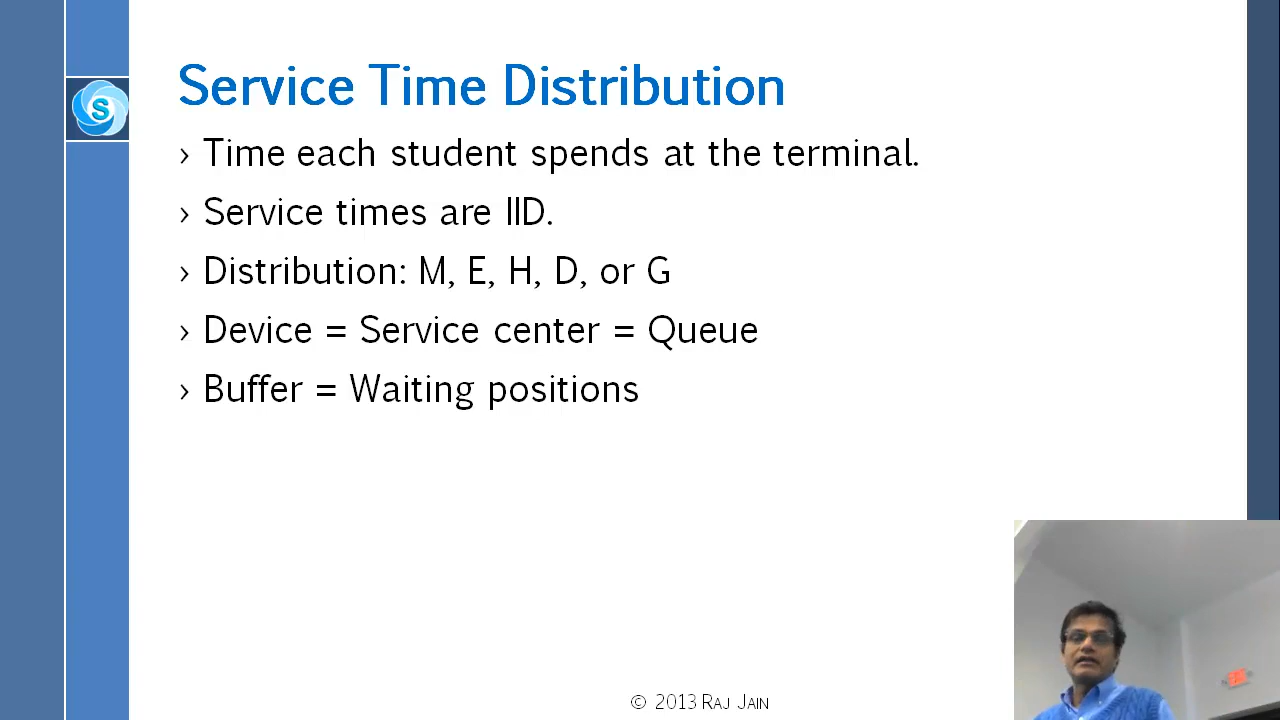 Service Time Distribution
S
› Time each student spends at the terminal.
› Service times are IID.
› Distribution: M, E, H, D, or G
› Device = Service center = Queue
› Buffer = Waiting positions
© 2013 Raj Jain